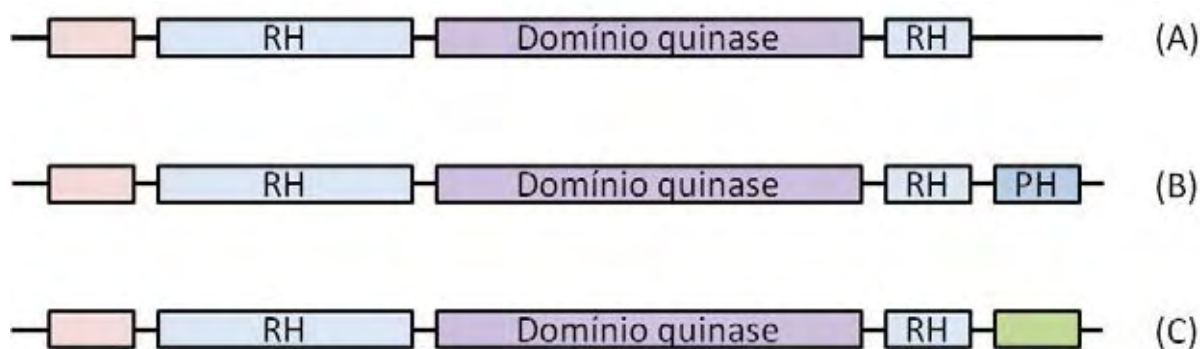 RH Domínio quinase RH (A)
RH Domínio quinase RH PH (B)
RH Domínio quinase RH (C)